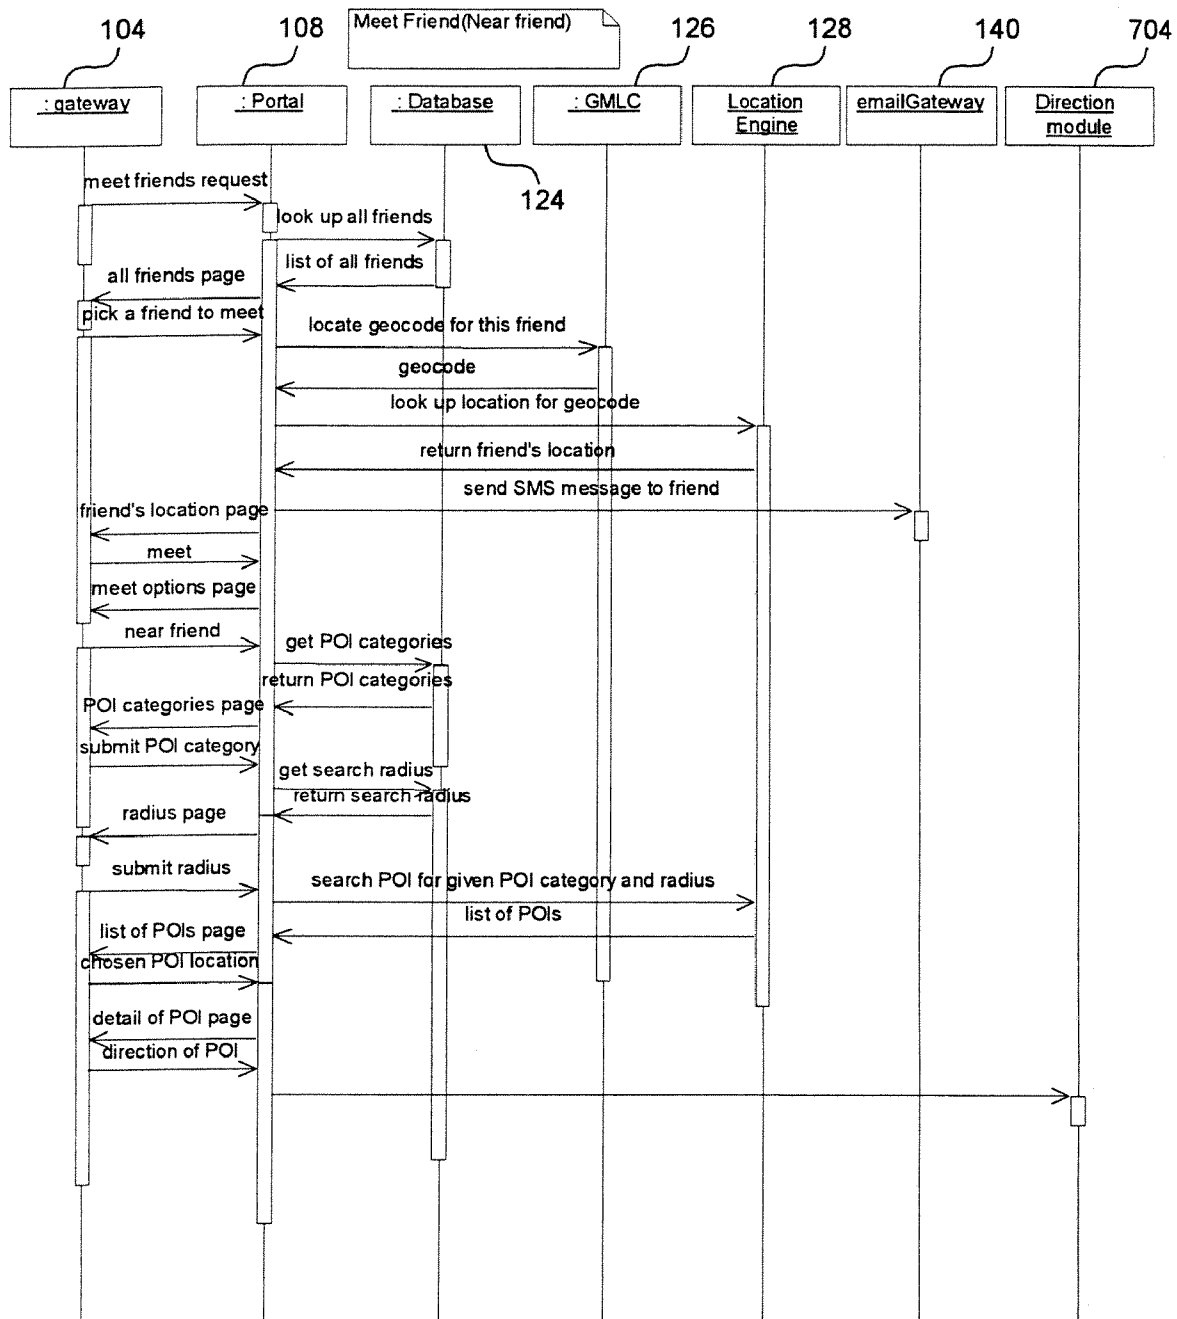 Meet Friend(Near friend)
104
108
126
128
140
704
: gateway
: Portal
: Database
: GMLC
Location
Engine
emailGateway
Direction
module
124
meet friends request
look up all friends
list of all friends
all friends page
pick a friend to meet
locate geocode for this friend
geocode
look up location for geocode
return friend's location
send SMS message to friend
friend's location page
meet
meet options page
near friend
get POI categories
return POI categories
POI categories page
submit POI category
get search radius
return search radius
radius page
submit radius
search POI for given POI category and radius
list of POIs
list of POIs page
chosen POI location
detail of POI page
direction of POI